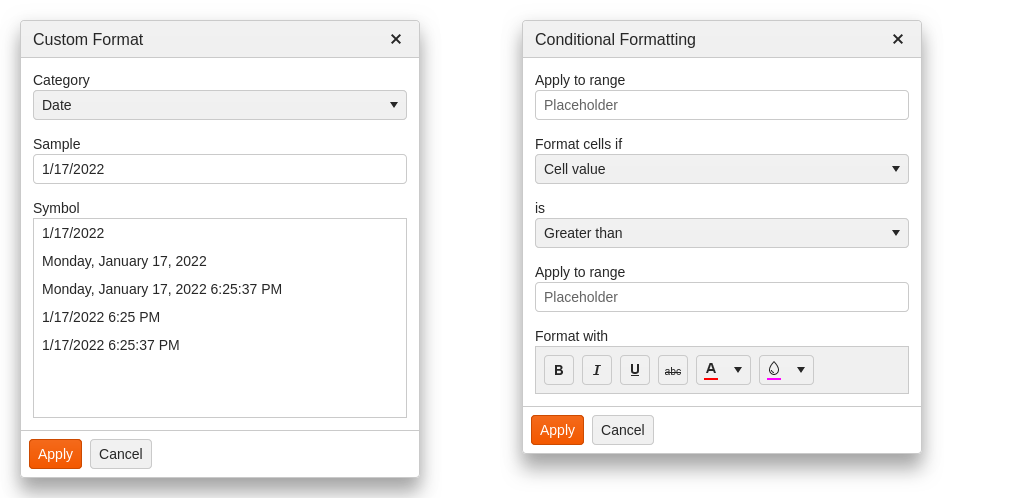 Custom Format
Category
Date
Sample
1/17/2022
Symbol
1/17/2022
Monday, January 17, 2022
Monday, January 17, 2022 6:25:37 PM
1/17/2022 6:25 PM
1/17/2022 6:25:37 PM
Apply Cancel
Conditional Formatting
Apply to range
Placeholder
Format cells if
Cell value
is
Greater than
Apply to range
Placeholder
Format with
B I U abc A
Apply Cancel